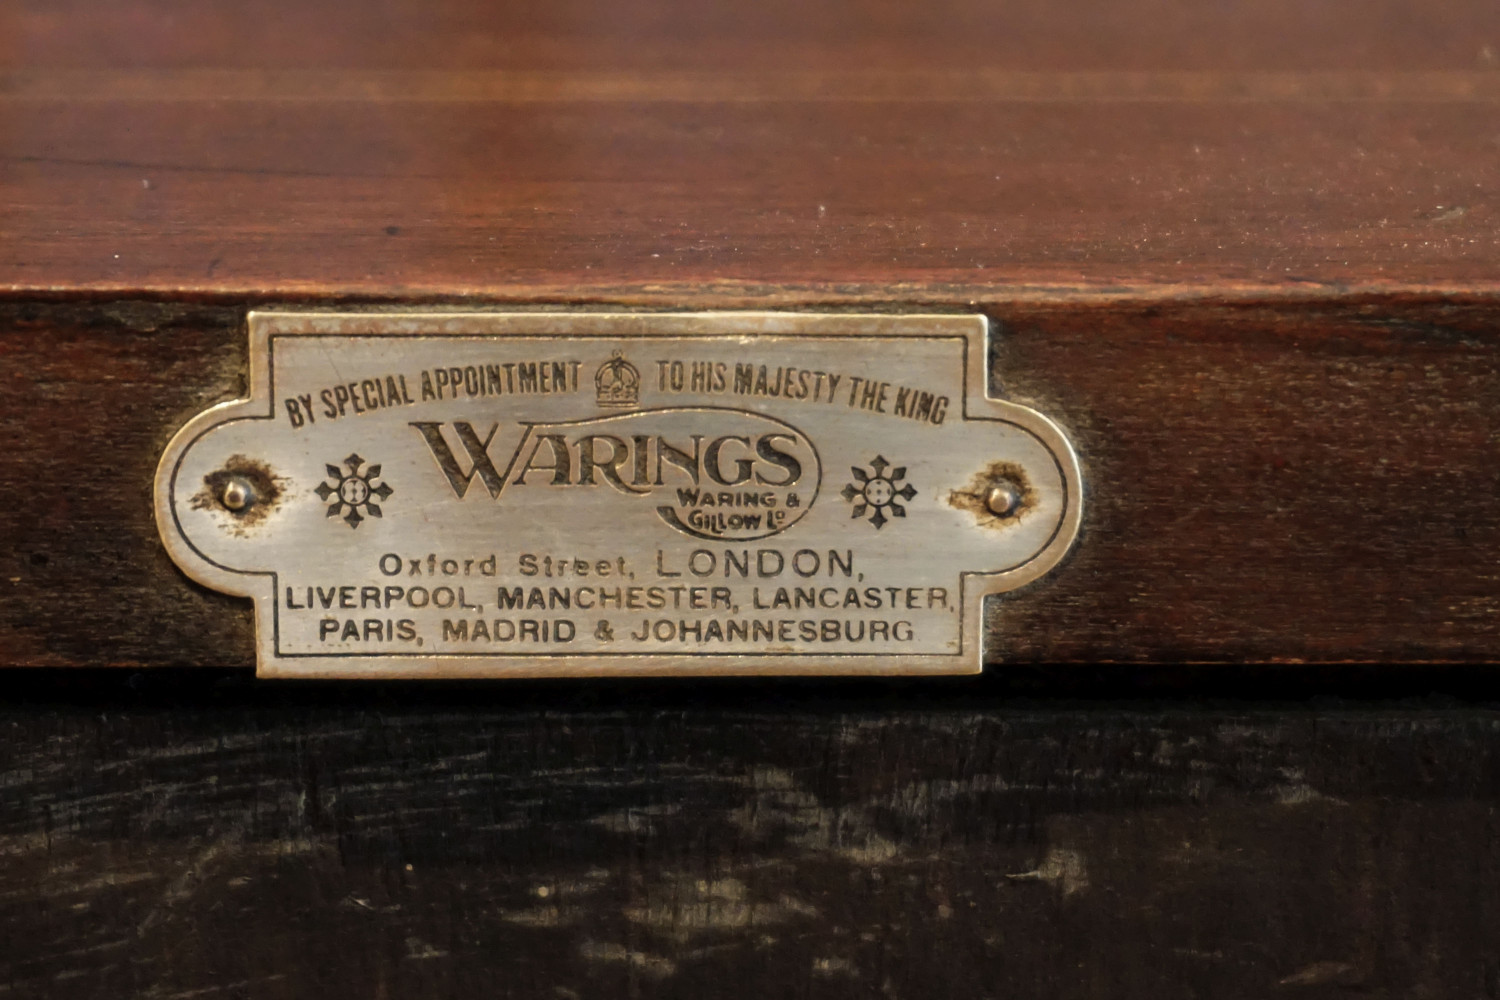 BY SPECIAL APPOINTMENT TO HIS MAJESTY THE KING
WARINGS
WARING &
GILLOW Lᴰ
Oxford Street, LONDON,
LIVERPOOL, MANCHESTER, LANCASTER,
PARIS, MADRID & JOHANNESBURG